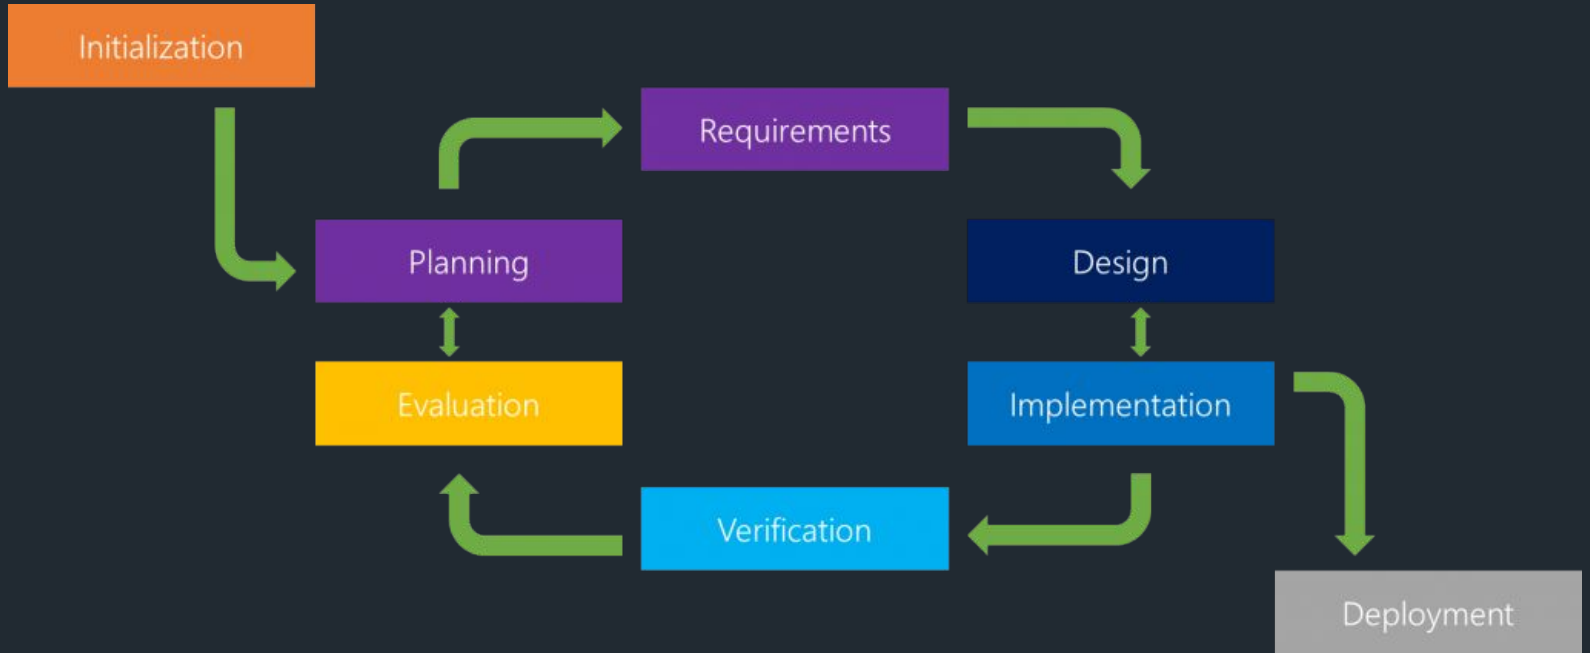 Initialization
Requirements
Planning
Design
Evaluation
Implementation
Verification
Deployment